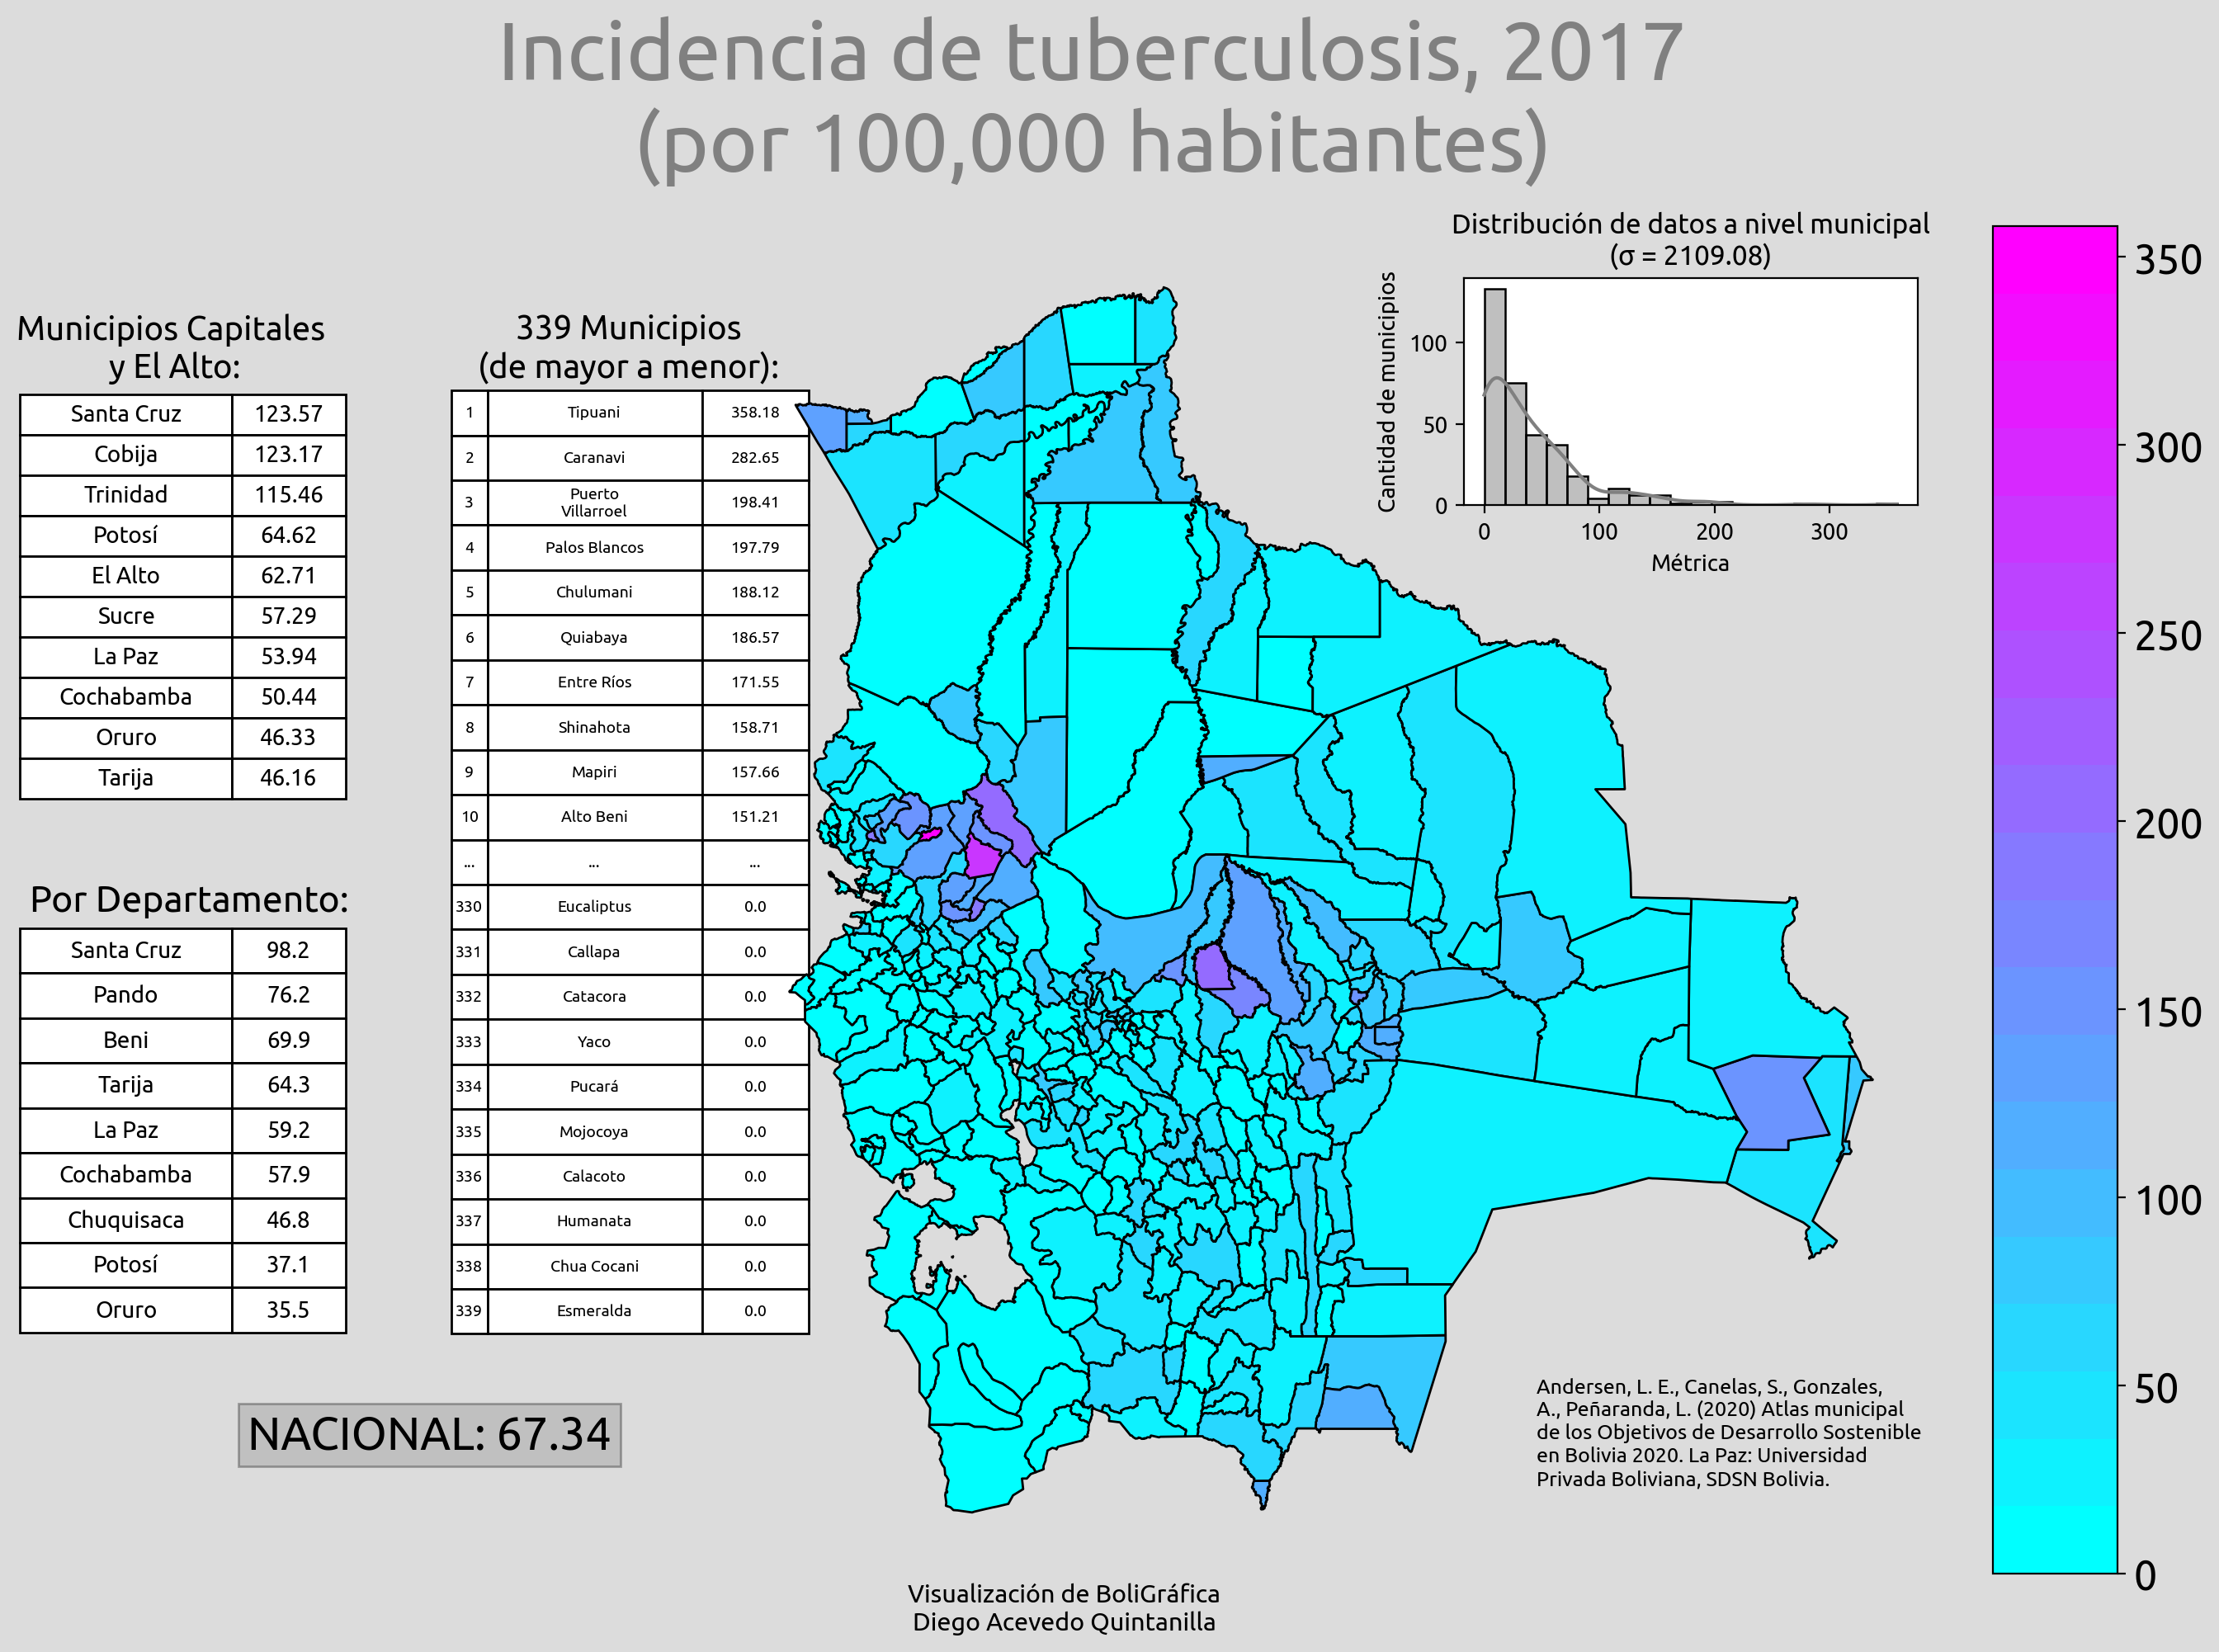 Incidencia de tuberculosis, 2017
(por 100,000 habitantes)
Municipios Capitales
y El Alto:
Santa Cruz 123.57
Cobija 123.17
Trinidad 115.46
Potosí 64.62
El Alto 62.71
Sucre 57.29
La Paz 53.94
Cochabamba 50.44
Oruro 46.33
Tarija 46.16
Por Departamento:
Santa Cruz 98.2
Pando 76.2
Beni 69.9
Tarija 64.3
La Paz 59.2
Cochabamba 57.9
Chuquisaca 46.8
Potosí 37.1
Oruro 35.5
NACIONAL: 67.34
339 Municipios
(de mayor a menor):
1 Tipuani 358.18
2 Caranavi 282.65
3 Puerto
Villarroel 198.41
4 Palos Blancos 197.79
5 Chulumani 188.12
6 Quiabaya 186.57
7 Entre Ríos 171.55
8 Shinahota 158.71
9 Mapiri 157.66
10 Alto Beni 151.21
... ... ...
330 Eucaliptus 0.0
331 Callapa 0.0
332 Catacora 0.0
333 Yaco 0.0
334 Pucará 0.0
335 Mojocoya 0.0
336 Calacoto 0.0
337 Humanata 0.0
338 Chua Cocani 0.0
339 Esmeralda 0.0
Distribución de datos a nivel municipal
(σ = 2109.08)
Cantidad de municipios
100
50
0
0 100 200 300
Métrica
350
300
250
200
150
100
50
0
Andersen, L. E., Canelas, S., Gonzales,
A., Peñaranda, L. (2020) Atlas municipal
de los Objetivos de Desarrollo Sostenible
en Bolivia 2020. La Paz: Universidad
Privada Boliviana, SDSN Bolivia.
Visualización de BoliGráfica
Diego Acevedo Quintanilla